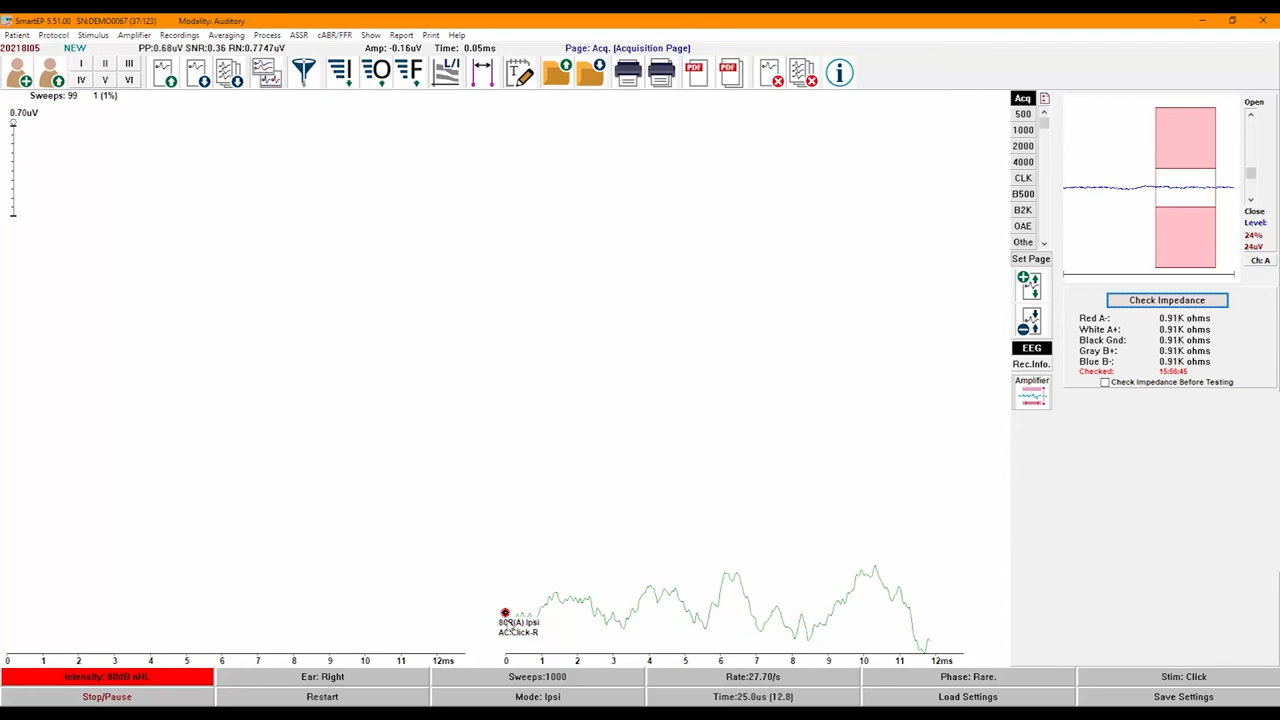 SmartEP 5.51.00 SN:DEMO0067 (37:123) Modality: Auditory
Patient Protocol Stimulus Amplifier Recordings Averaging Process ASSR cABR/FFR Show Report Print Help
20218I05 NEW PP:0.68uV SNR:0.36 RN:0.7747uV Amp: -0.16uV Time: 0.05ms Page: Acq. (Acquisition Page)
I II III
IV V VI
L/I
PDF PDF
Sweeps: 99 1 (1%)
0.70uV
Acq
500
1000
2000
4000
CLK
B500
B2K
OAE
Othe
Set Page
EEG
Rec.Info.
Amplifier
Open
Close
Level:
24%
24uV
Ch: A
Check Impedance
Red A-: 0.91K ohms
White A+: 0.91K ohms
Black Gnd: 0.91K ohms
Gray B+: 0.91K ohms
Blue B-: 0.91K ohms
Checked: 15:56:45
Check Impedance Before Testing
Ipsi
AC:Click-R
0 1 2 3 4 5 6 7 8 9 10 11 12ms 0 1 2 3 4 5 6 7 8 9 10 11 12ms
Intensity: 80dB nHL Ear: Right Sweeps:1000 Rate:27.70/s Phase: Rare. Stim: Click
Stop/Pause Restart Mode: Ipsi Time:25.0us (12.8) Load Settings Save Settings